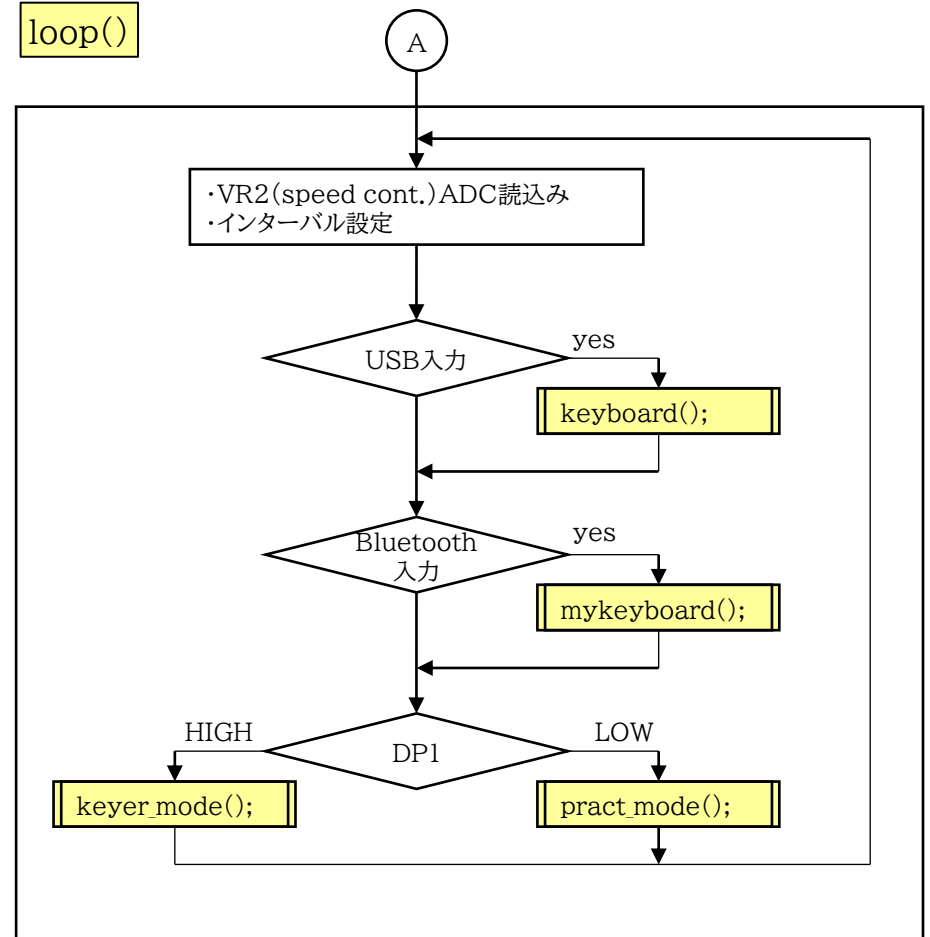 loop()
A
・VR2(speed cont.)ADC読込み
・インターバル設定
USB入力
yes
keyboard();
Bluetooth
入力
yes
mykeyboard();
DP1
HIGH
LOW
keyer_mode();
pract_mode();